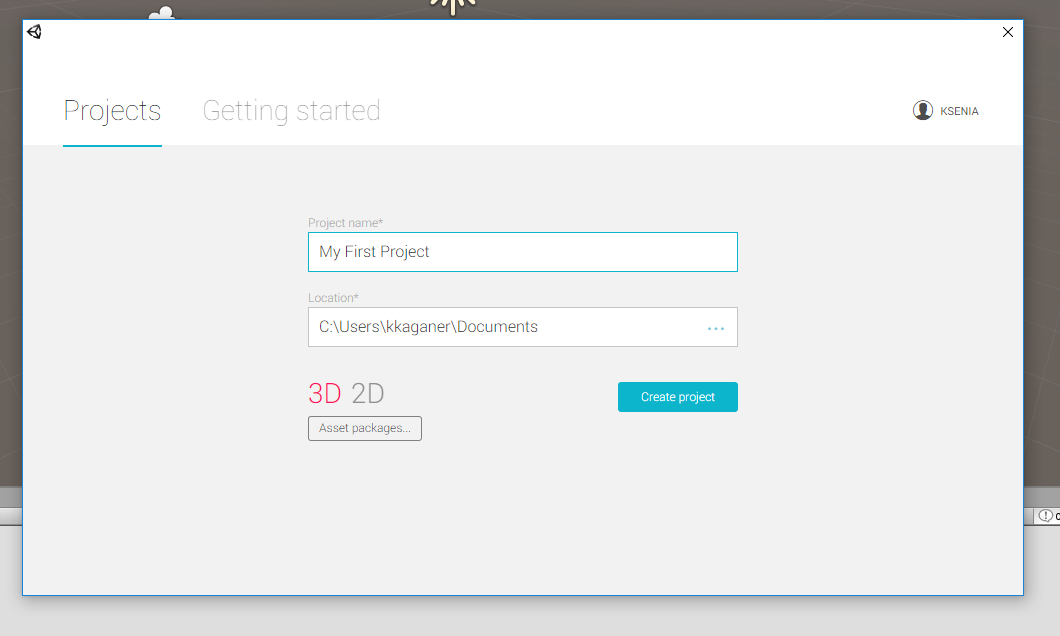 Projects Getting started KSENIA
Project name*
My First Project
Location*
C:\Users\kkaganer\Documents
3D 2D Create project
Asset packages...